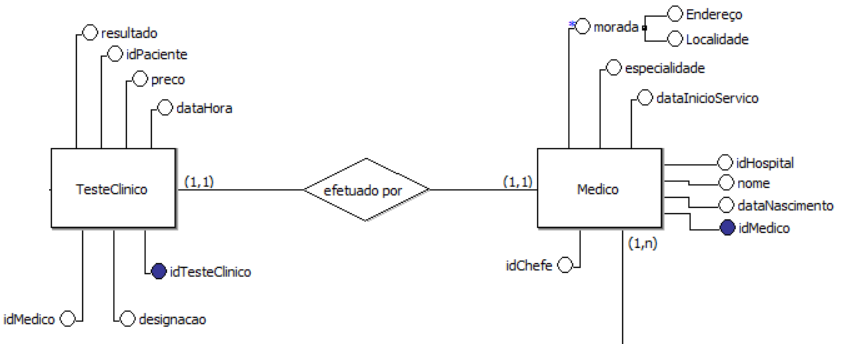 resultado
idPaciente
preco
dataHora
TesteClinico
(1,1)
efetuado por
(1,1)
Medico
* morada
Endereço
Localidade
especialidade
dataInicioServico
idHospital
nome
dataNascimento
idMedico
(1,n)
idChefe
idTesteClinico
idMedico
designacao